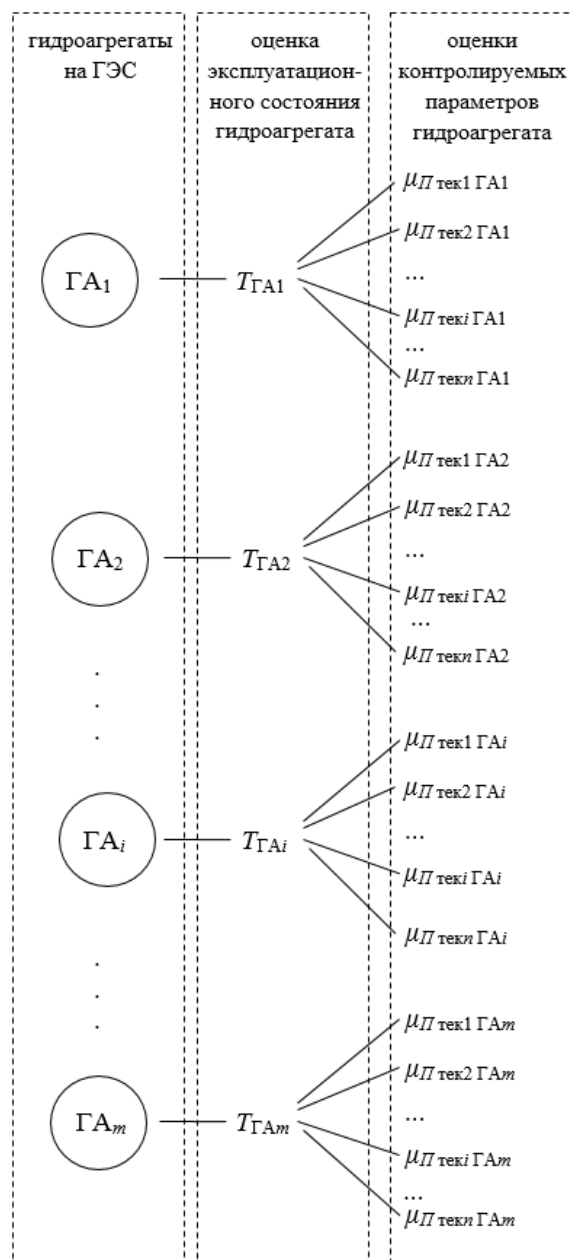 гидроагрегаты
на ГЭС
оценка
эксплуатацион-
ного состояния
гидроагрегата
оценки
контролируемых
параметров
гидроагрегата
ГА1
TГА1
μП тек1 ГА1
μП тек2 ГА1
...
μП текi ГА1
...
μП текn ГА1
ГА2
TГА2
μП тек1 ГА2
μП тек2 ГА2
...
μП текi ГА2
...
μП текn ГА2
.
.
.
ГАi
TГАi
μП тек1 ГАi
μП тек2 ГАi
...
μП текi ГАi
μП текn ГАi
.
.
.
ГАm
TГАm
μП тек1 ГАm
μП тек2 ГАm
...
μП текi ГАm
...
μП текn ГАm